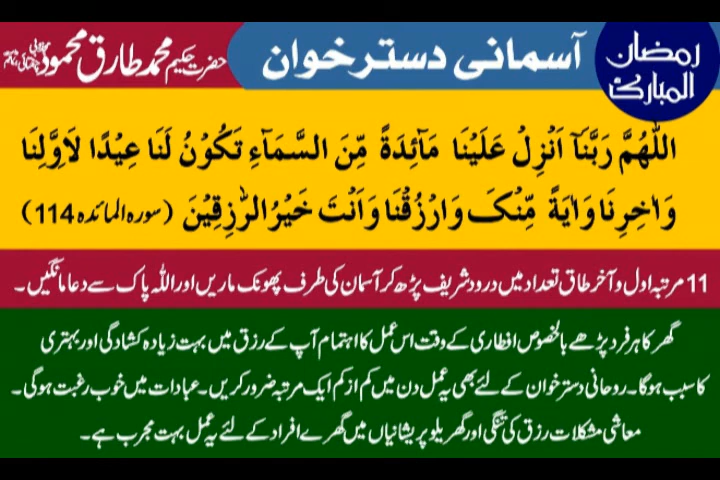 رمضان المبارک
آسمانی دسترخوان
حضرت حکیم محمد طارق محمود
اَللّٰهُمَّ رَبَّنَاۤ اَنْزِلْ عَلَیْنَا مَآئِدَةً مِّنَ السَّمَآءِ تَكُوْنُ لَنَا عِیْدًا لِّاَوَّلِنَا
وَاٰخِرِنَا وَاٰیَةً مِّنْكَ وَارْزُقْنَا وَاَنْتَ خَیْرُ الرّٰزِقِیْنَ (سورہ المائدہ 114)
11 مرتبہ اول و آخر طاق تعداد میں درود شریف پڑھ کر آسمان کی طرف پھونک ماریں اور اللہ پاک سے دعا مانگیں۔
گھر کا ہر فرد پڑھے بالخصوص افطاری کے وقت اس عمل کا اہتمام آپ کے رزق میں بہت زیادہ کشادگی اور بہتری
کا سبب ہوگا۔ روحانی دسترخوان کے لئے بھی یہ عمل دن میں کم از کم ایک مرتبہ ضرور کریں۔ عبادات میں خوب رغبت ہوگی۔
معاشی مشکلات رزق کی تنگی اور گھریلو پریشانیاں میں گھرے افراد کے لئے یہ عمل بہت مجرب ہے۔